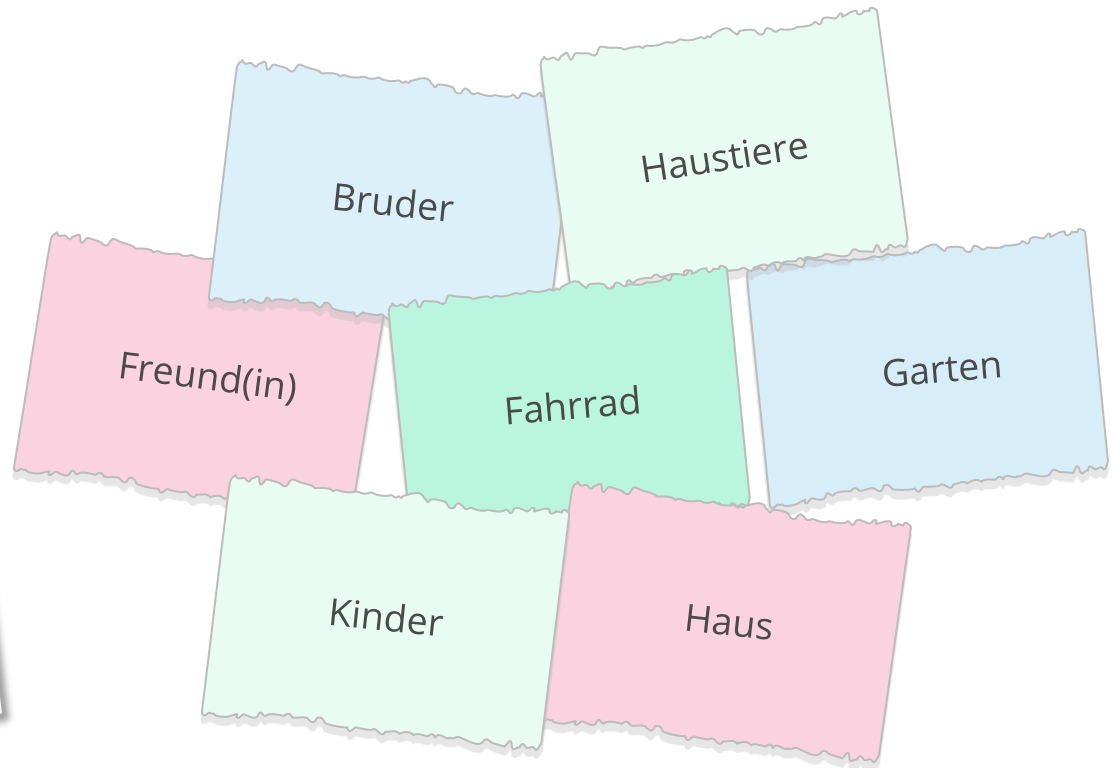 Haustiere
Bruder
Freund(in)
Fahrrad
Garten
Kinder
Haus